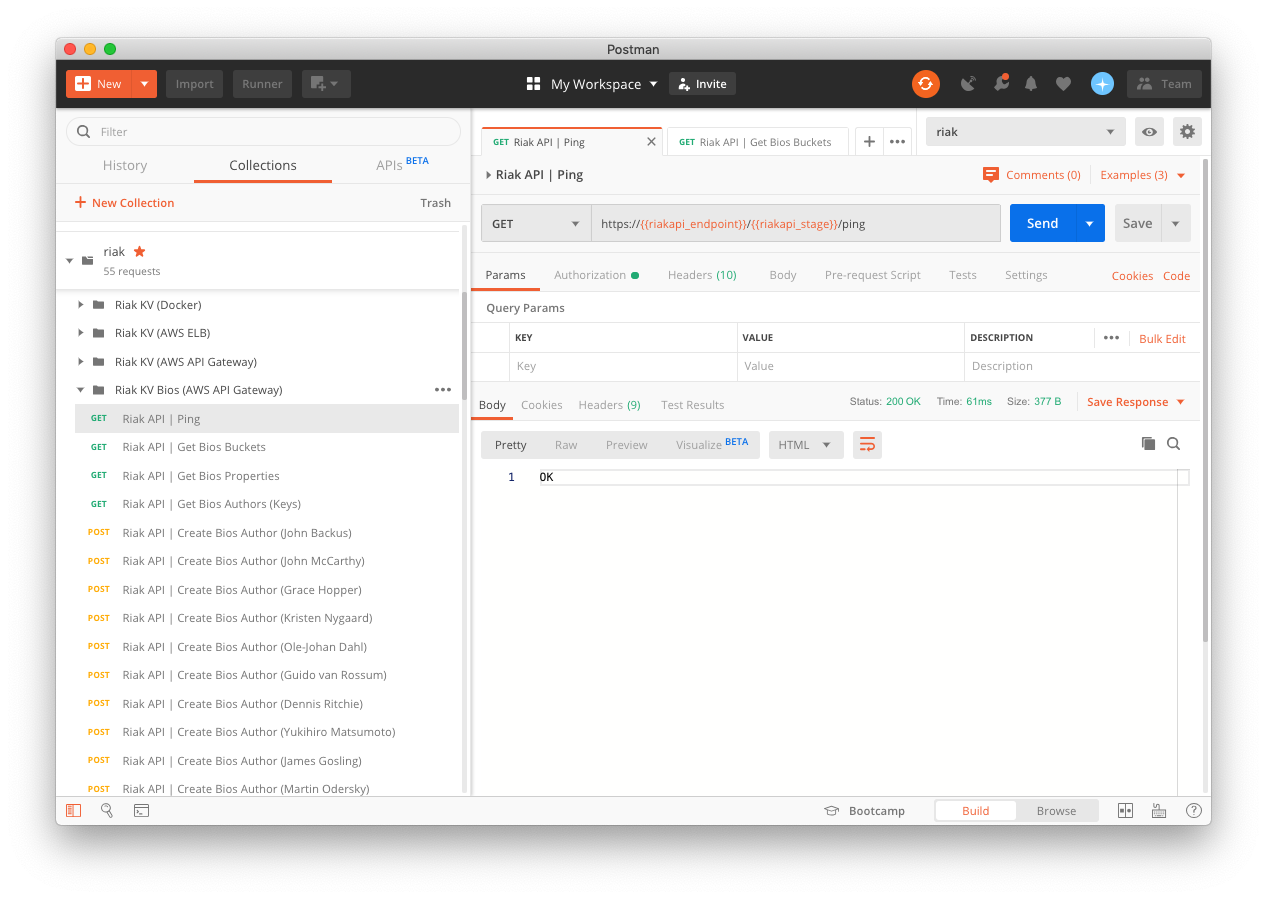 Postman
New
Import
Runner
My Workspace
Invite
Team
Filter
History
Collections
APIs BETA
New Collection
Trash
riak
55 requests
Riak KV (Docker)
Riak KV (AWS ELB)
Riak KV (AWS API Gateway)
Riak KV Bios (AWS API Gateway)
GET Riak API | Ping
GET Riak API | Get Bios Buckets
GET Riak API | Get Bios Properties
GET Riak API | Get Bios Authors (Keys)
POST Riak API | Create Bios Author (John Backus)
POST Riak API | Create Bios Author (John McCarthy)
POST Riak API | Create Bios Author (Grace Hopper)
POST Riak API | Create Bios Author (Kristen Nygaard)
POST Riak API | Create Bios Author (Ole-Johan Dahl)
POST Riak API | Create Bios Author (Guido van Rossum)
POST Riak API | Create Bios Author (Dennis Ritchie)
POST Riak API | Create Bios Author (Yukihiro Matsumoto)
POST Riak API | Create Bios Author (James Gosling)
POST Riak API | Create Bios Author (Martin Odersky)
GET Riak API | Ping
GET Riak API | Get Bios Buckets
riak
Riak API | Ping
Comments (0)
Examples (3)
GET
https://{{riakapi_endpoint}}/{{riakapi_stage}}/ping
Send
Save
Params
Authorization
Headers (10)
Body
Pre-request Script
Tests
Settings
Cookies
Code
Query Params
KEY
VALUE
DESCRIPTION
Bulk Edit
Key
Value
Description
Body
Cookies
Headers (9)
Test Results
Status: 200 OK
Time: 61ms
Size: 377 B
Save Response
Pretty
Raw
Preview
Visualize BETA
HTML
1 OK
Bootcamp
Build
Browse